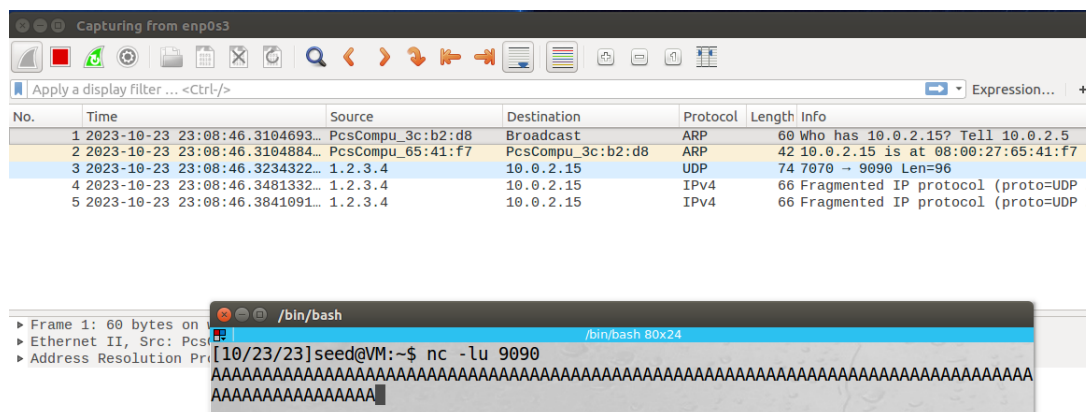 Capturing from enp0s3
Apply a display filter … <Ctrl-/>
Expression… +
No. Time Source Destination Protocol Length Info
1 2023-10-23 23:08:46.3104693… PcsCompu_3c:b2:d8 Broadcast ARP 60 Who has 10.0.2.15? Tell 10.0.2.5
2 2023-10-23 23:08:46.3104884… PcsCompu_65:41:f7 PcsCompu_3c:b2:d8 ARP 42 10.0.2.15 is at 08:00:27:65:41:f7
3 2023-10-23 23:08:46.3234322… 1.2.3.4 10.0.2.15 UDP 74 7070 → 9090 Len=96
4 2023-10-23 23:08:46.3481332… 1.2.3.4 10.0.2.15 IPv4 66 Fragmented IP protocol (proto=UDP
5 2023-10-23 23:08:46.3841091… 1.2.3.4 10.0.2.15 IPv4 66 Fragmented IP protocol (proto=UDP
Frame 1: 60 bytes on
Ethernet II, Src: Pcs
Address Resolution Pr
/bin/bash
/bin/bash 80x24
[10/23/23]seed@VM:~$ nc -lu 9090
AAAAAAAAAAAAAAAAAAAAAAAAAAAAAAAAAAAAAAAAAAAAAAAAAAAAAAAAAAAAAAAAAAAAAAAAAAAAAAAA
AAAAAAAAAAAAAAAA